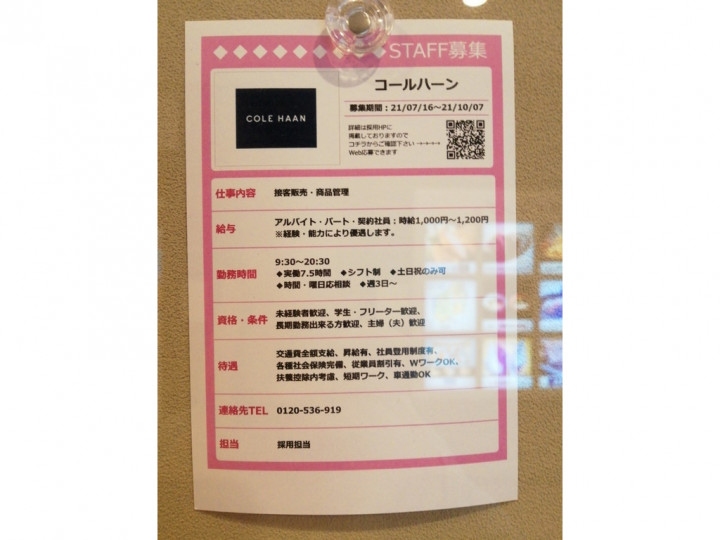 ◆◆◆◆◆◆◆◆◆◆STAFF募集
COLE HAAN
コールハーン
募集期間：21/07/16～21/10/07
詳細は採用HPに
掲載しておりますので
コチラからご確認下さい →→→→
Web応募できます
仕事内容 接客販売・商品管理
給与 アルバイト・パート・契約社員：時給1,000円～1,200円
※経験・能力により優遇します。
勤務時間 9:30～20:30
◆実働7.5時間 ◆シフト制 ◆土日祝のみ可
◆時間・曜日応相談 ◆週3日～
資格・条件 未経験者歓迎、学生・フリーター歓迎、
長期勤務出来る方歓迎、主婦（夫）歓迎
待遇 交通費全額支給、昇給有、社員登用制度有、
各種社会保険完備、従業員割引有、WワークOK、
扶養控除内考慮、短期ワーク、車通勤OK
連絡先TEL 0120-536-919
担当 採用担当